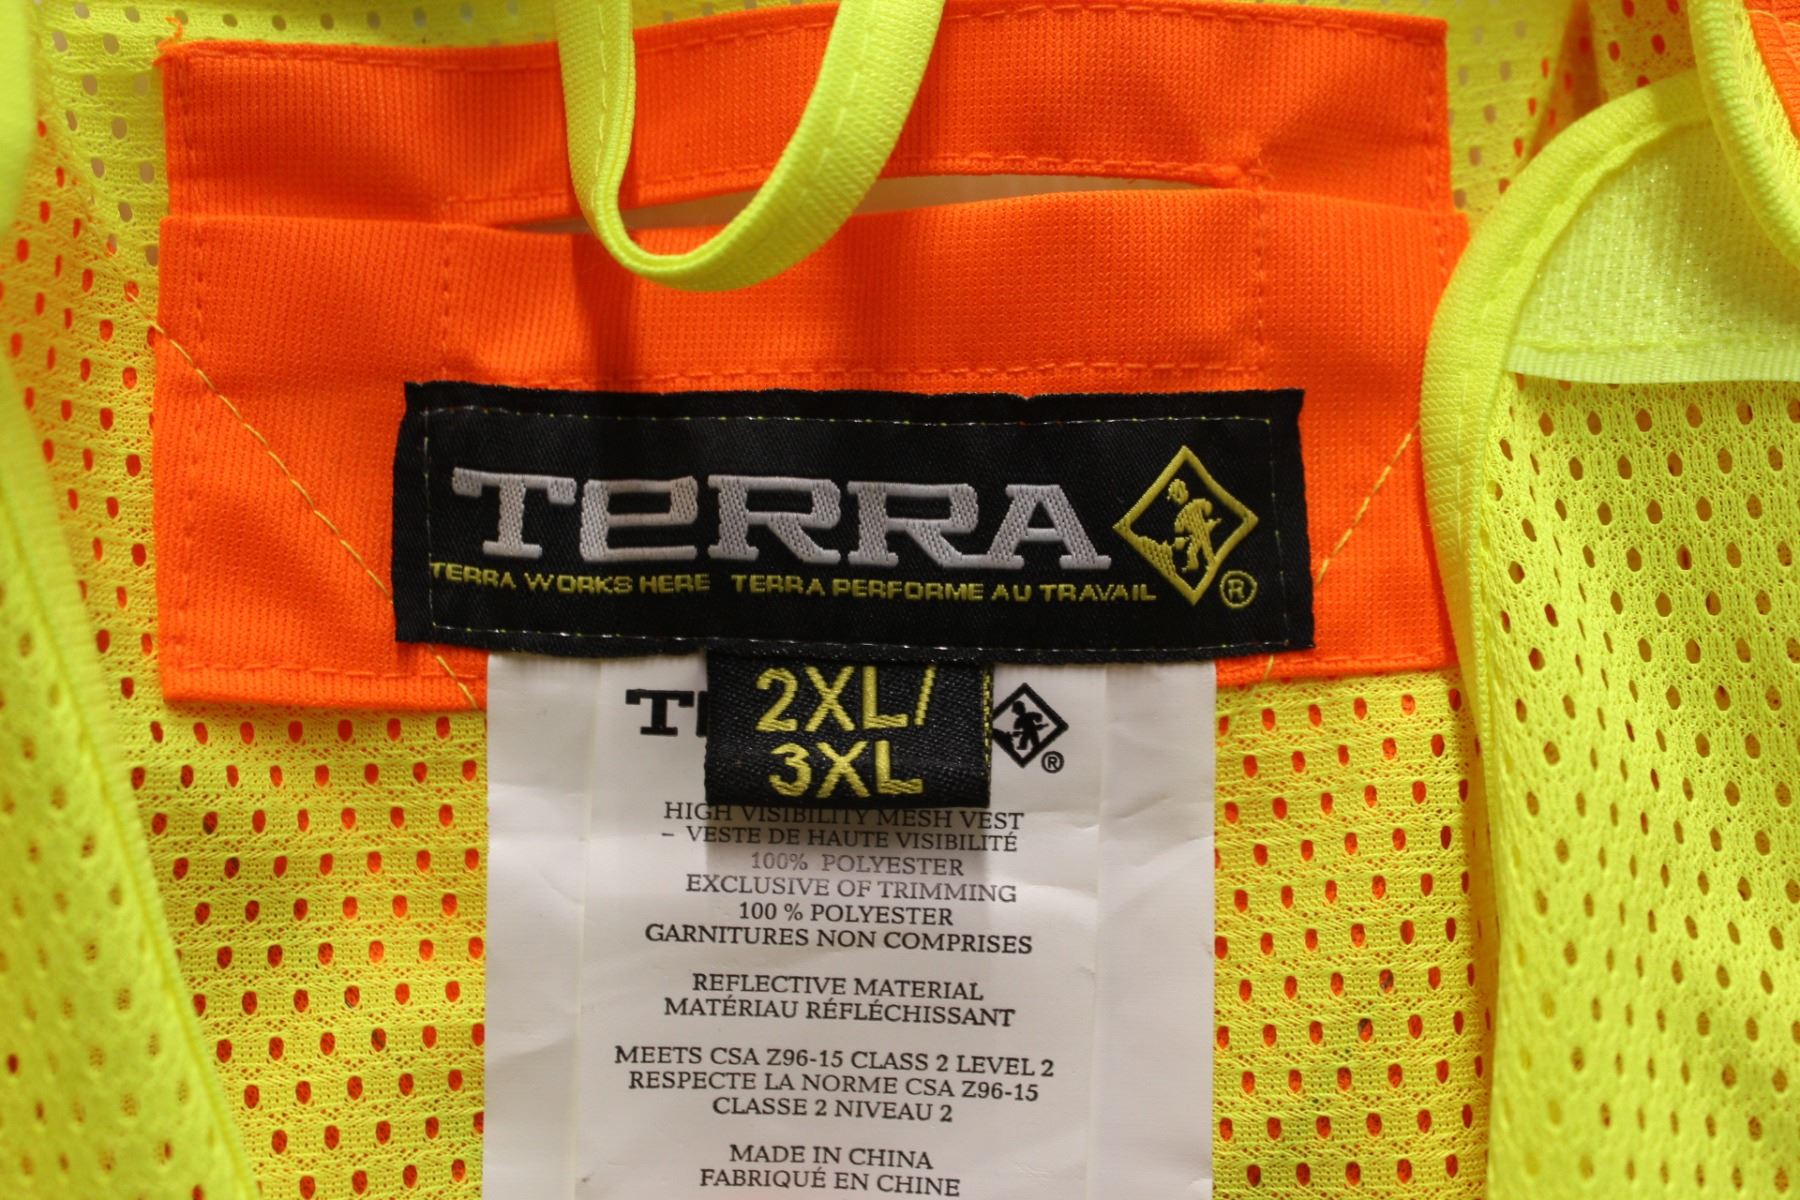 TERRA
TERRA WORKS HERE TERRA PERFORME AU TRAVAIL ®
2XL/
3XL
®
HIGH VISIBILITY MESH VEST
– VESTE DE HAUTE VISIBILITÉ
100% POLYESTER
EXCLUSIVE OF TRIMMING
100 % POLYESTER
GARNITURES NON COMPRISES
REFLECTIVE MATERIAL
MATÉRIAU RÉFLÉCHISSANT
MEETS CSA Z96-15 CLASS 2 LEVEL 2
RESPECTE LA NORME CSA Z96-15
CLASSE 2 NIVEAU 2
MADE IN CHINA
FABRIQUÉ EN CHINE